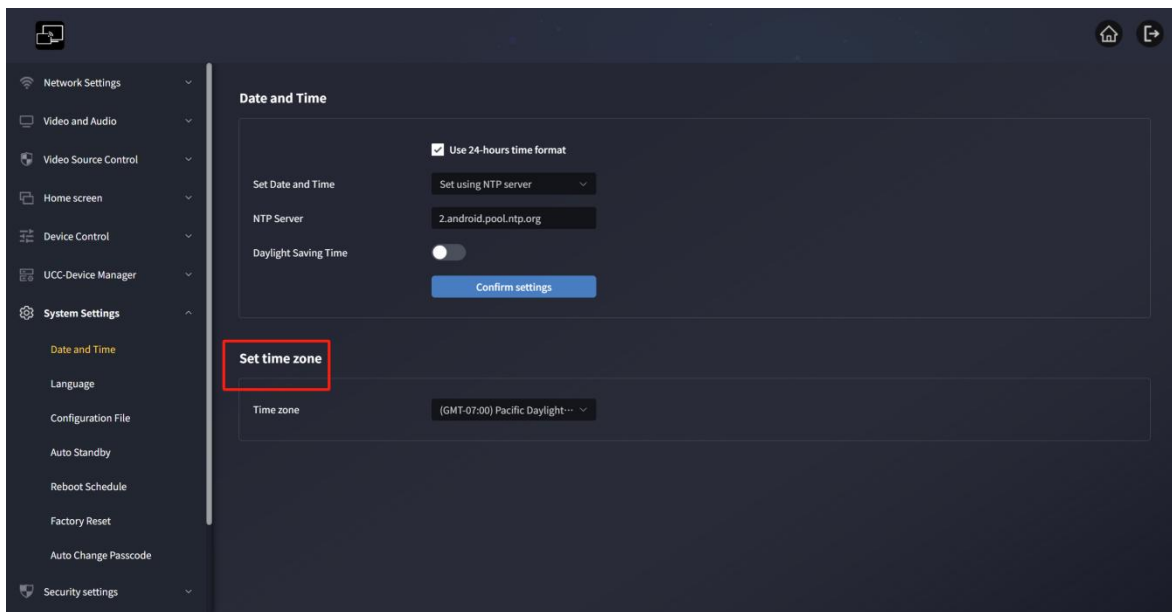 Network Settings
Video and Audio
Video Source Control
Home screen
Device Control
UCC-Device Manager
System Settings
Date and Time
Language
Configuration File
Auto Standby
Reboot Schedule
Factory Reset
Auto Change Passcode
Security settings
Date and Time
Use 24-hours time format
Set Date and Time Set using NTP server
NTP Server 2.android.pool.ntp.org
Daylight Saving Time
Confirm settings
Set time zone
Time zone (GMT-07:00) Pacific Daylight···